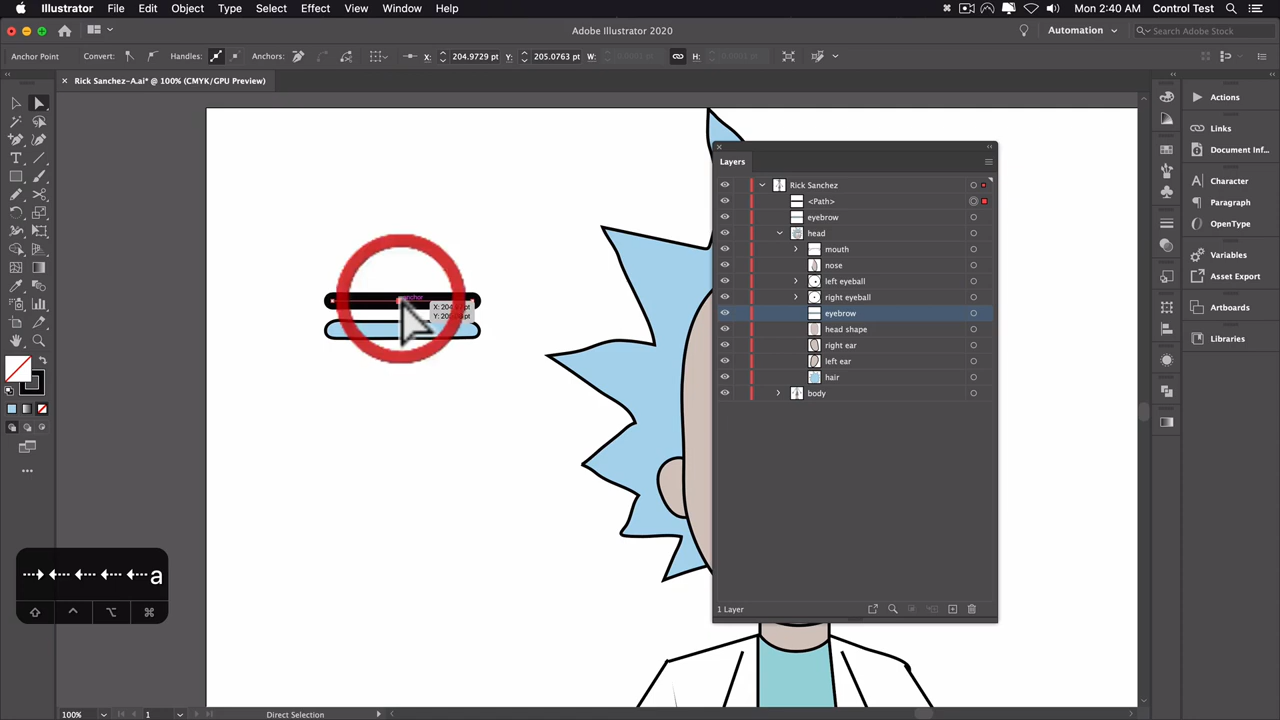 Illustrator File Edit Object Type Select Effect View Window Help Mon 2:40 AM Control Test
Adobe Illustrator 2020 Automation Search Adobe Stock
Anchor Point Convert: Handles: Anchors: X: 204.9729 pt Y: 205.0763 pt W: 0.0001 pt H:
Rick Sanchez-A.ai* @ 100% (CMYK/GPU Preview)
Layers
Rick Sanchez
<Path>
eyebrow
head
mouth
nose
left eyeball
right eyeball
eyebrow
head shape
right ear
left ear
hair
body
1 Layer
Actions
Links
Document Inf...
Character
Paragraph
OpenType
Variables
Asset Export
Artboards
Libraries
anchor
a
100% 1 Direct Selection